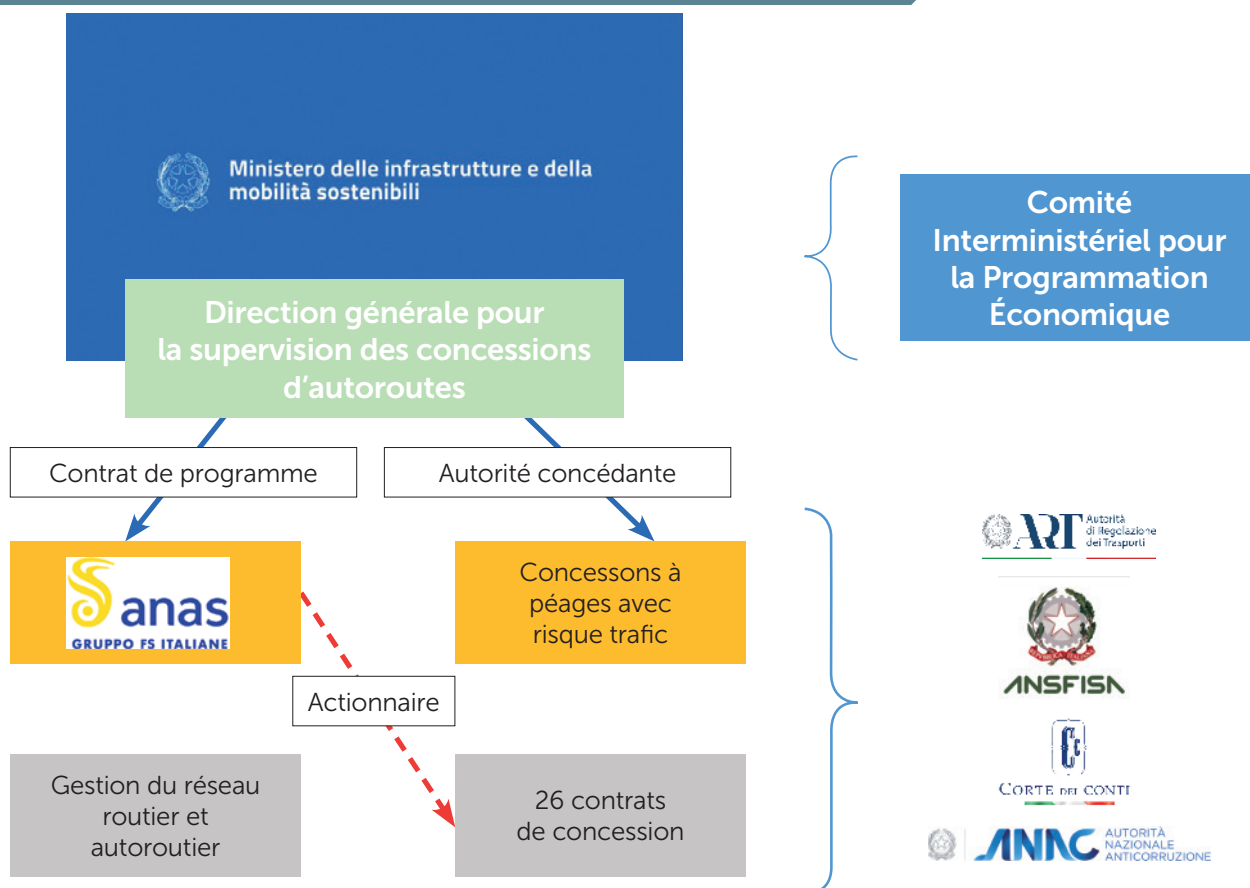 Ministero delle infrastrutture e della
mobilità sostenibili
Direction générale pour
la supervision des concessions
d'autoroutes
Comité
Interministériel pour
la Programmation
Économique
Contrat de programme
Autorité concédante
anas
GRUPPO FS ITALIANE
Concessons à
péages avec
risque trafic
Actionnaire
Gestion du réseau
routier et
autoroutier
26 contrats
de concession
ART Autorità
di Regolazione
dei Trasporti
ANSFISA
CORTE DEI CONTI
ANAC AUTORITÀ
NAZIONALE
ANTICORRUZIONE